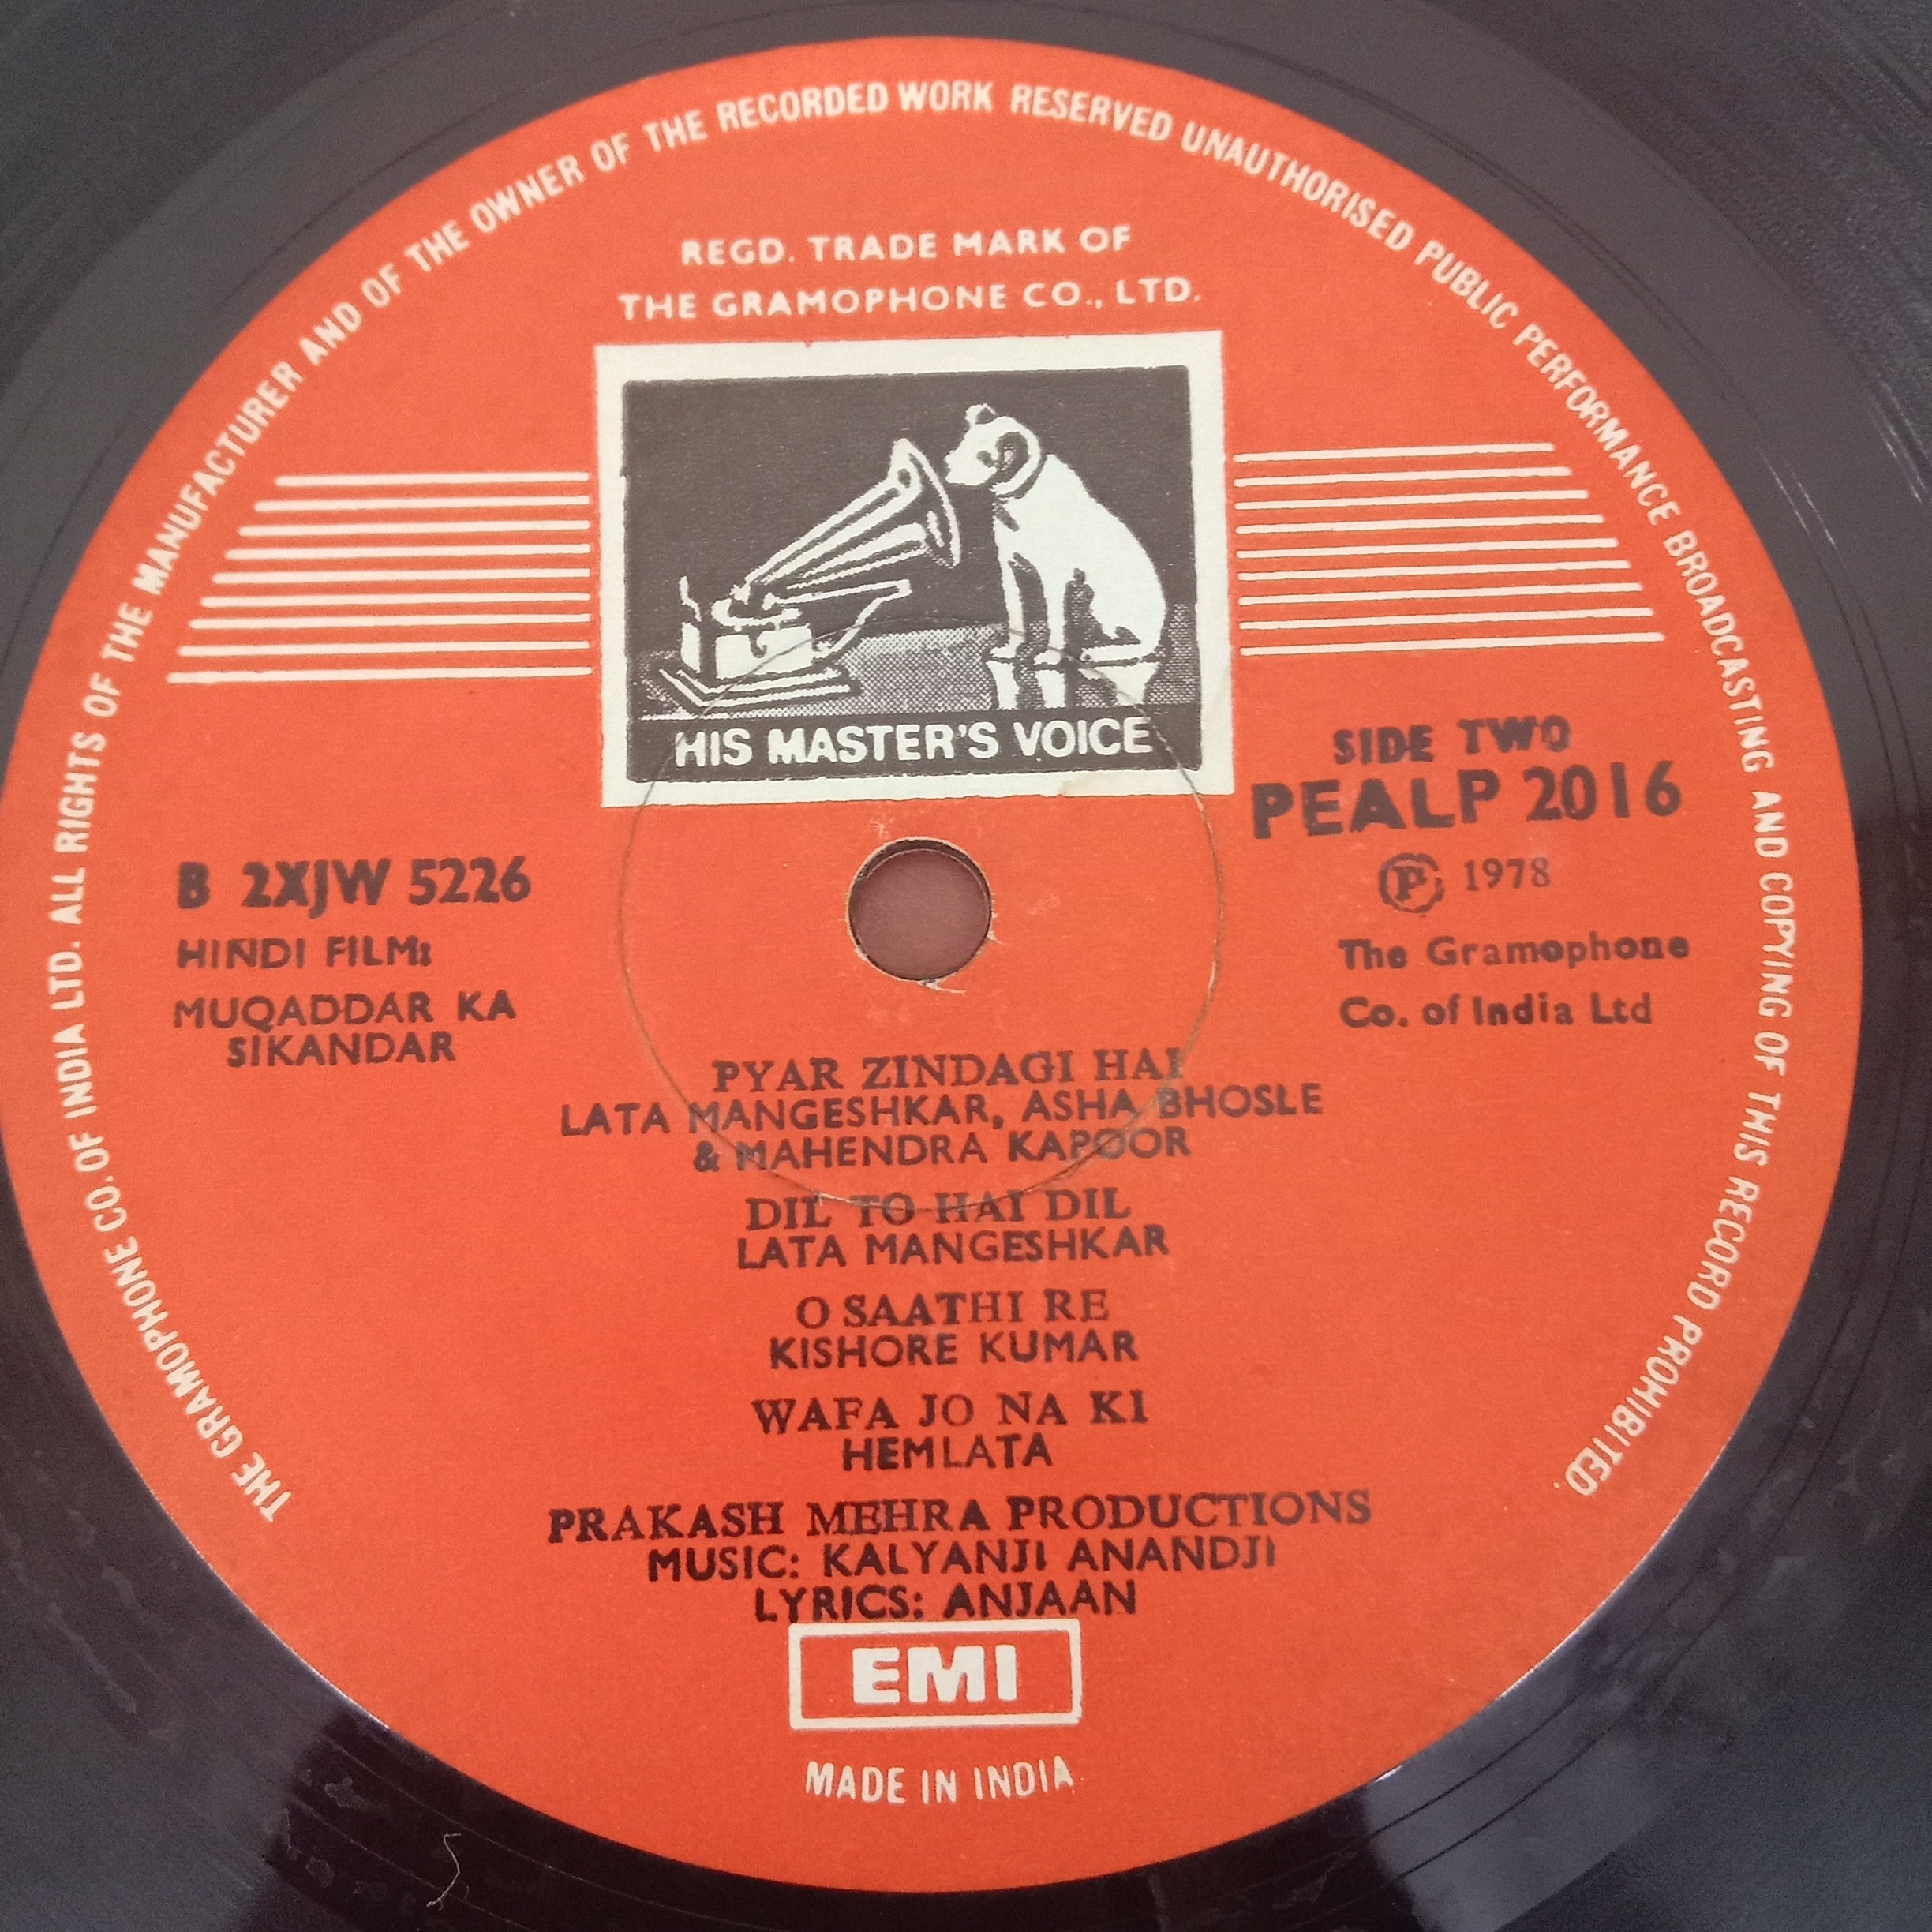 THE GRAMOPHONE CO. OF INDIA LTD. ALL RIGHTS OF THE MANUFACTURER AND OF THE OWNER OF THE RECORDED WORK RESERVED UNAUTHORISED PUBLIC PERFORMANCE BROADCASTING AND COPYING OF THIS RECORD PROHIBITED.
REGD. TRADE MARK OF
THE GRAMOPHONE CO., LTD.
HIS MASTER'S VOICE
SIDE TWO
PEALP 2016
℗ 1978
The Gramophone
Co. of India Ltd
B 2XJW 5226
HINDI FILM:
MUQADDAR KA
SIKANDAR
PYAR ZINDAGI HAI
LATA MANGESHKAR, ASHA BHOSLE
& MAHENDRA KAPOOR
DIL TO HAI DIL
LATA MANGESHKAR
O SAATHI RE
KISHORE KUMAR
WAFA JO NA KI
HEMLATA
PRAKASH MEHRA PRODUCTIONS
MUSIC: KALYANJI ANANDJI
LYRICS: ANJAAN
EMI
MADE IN INDIA